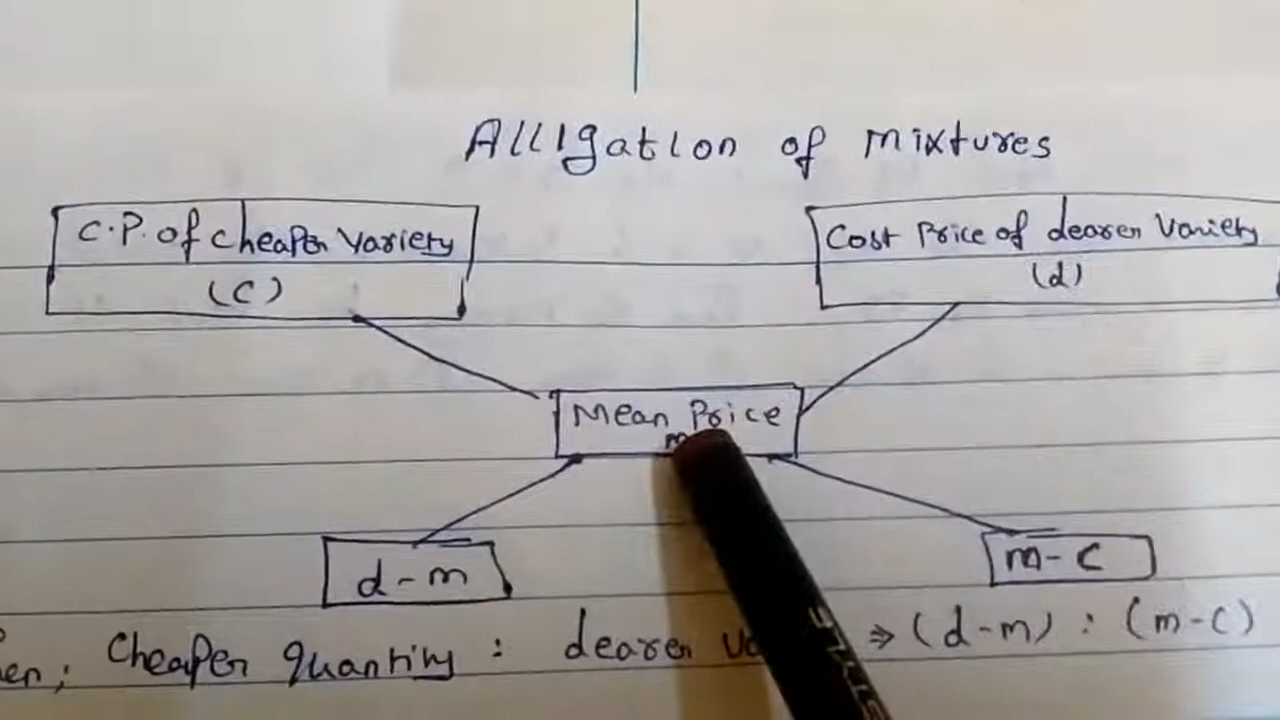 Alligation of mixtures
C.P. of cheaper variety
(C)
Cost Price of dearer Variety
(d)
Mean Price
m
d-m
m-c
Cheaper quantity : dearer ⇒ (d-m) : (m-c)